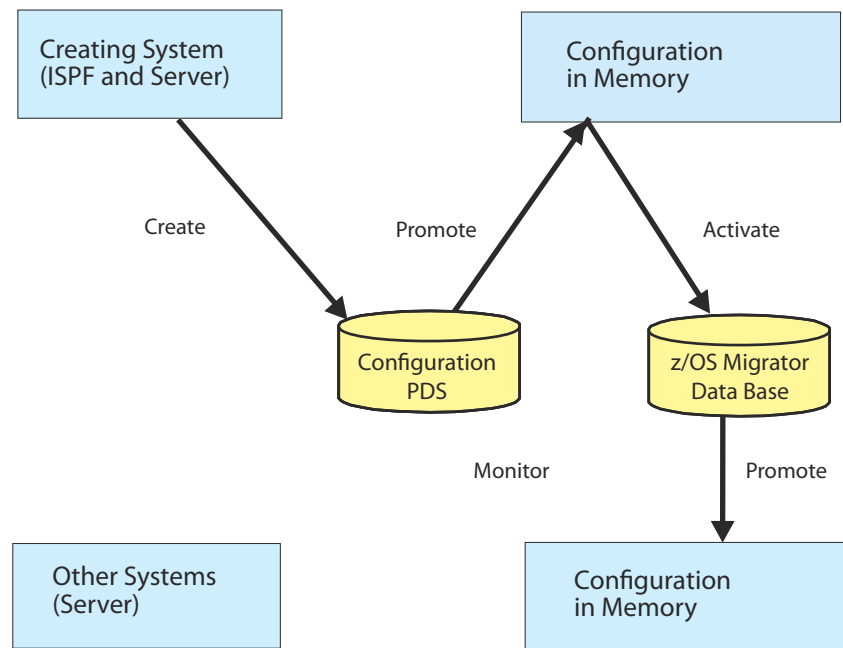 Creating System
(ISPF and Server)
Configuration
in Memory
Create
Promote
Activate
Configuration
PDS
z/OS Migrator
Data Base
Monitor
Promote
Other Systems
(Server)
Configuration
in Memory